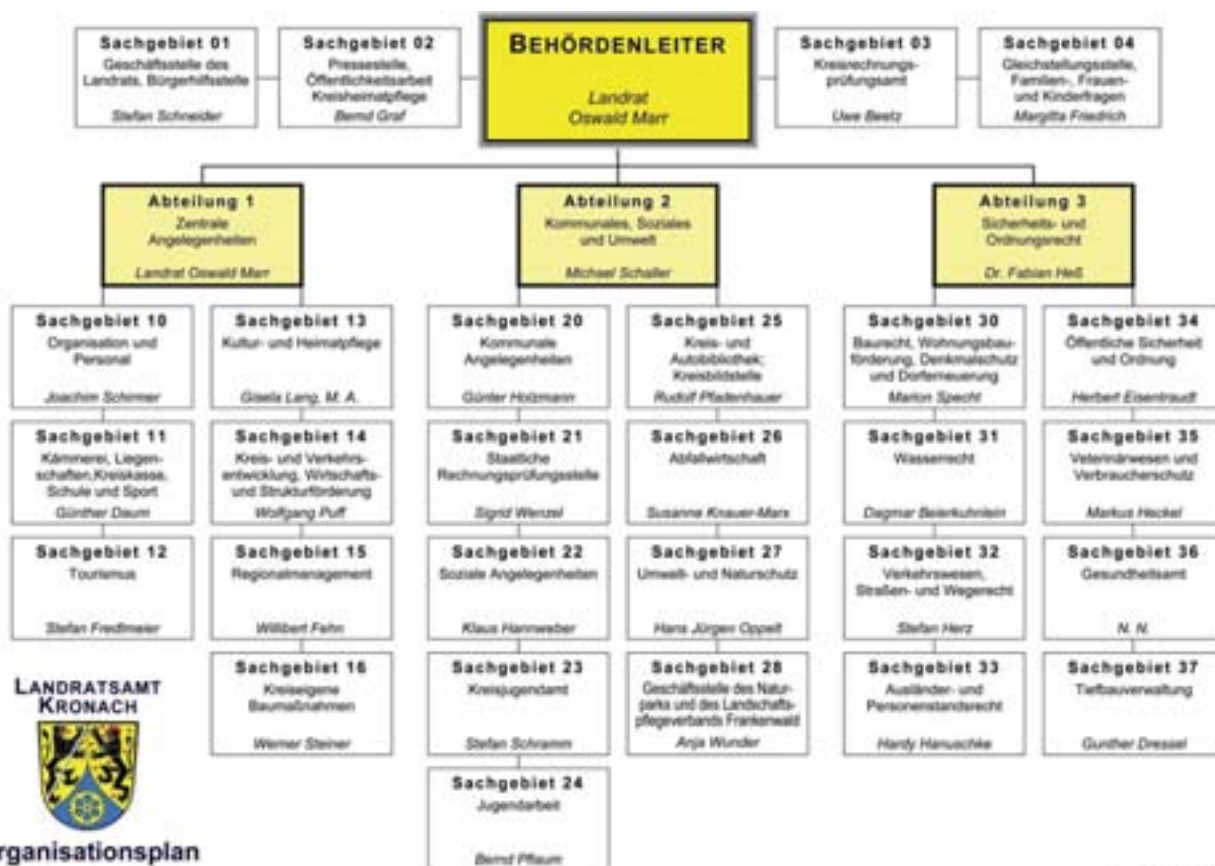 Sachgebiet 01
Geschäftsstelle des
Landrats, Bürgerhilfsstelle
Stefan Schneider
Sachgebiet 02
Pressestelle,
Öffentlichkeitsarbeit
Kreisheimatpflege
Bernd Graf
BEHÖRDENLEITER
Landrat
Oswald Marr
Sachgebiet 03
Kreisrechnungs-
prüfungsamt
Uwe Beetz
Sachgebiet 04
Gleichstellungsstelle,
Familien-, Frauen-
und Kinderfragen
Margitta Friedrich
Abteilung 1
Zentrale
Angelegenheiten
Landrat Oswald Marr
Abteilung 2
Kommunales, Soziales
und Umwelt
Michael Schaller
Abteilung 3
Sicherheits- und
Ordnungsrecht
Dr. Fabian Heß
Sachgebiet 10
Organisation und
Personal
Joachim Schirmer
Sachgebiet 13
Kultur- und Heimatpflege
Gisela Lang, M. A.
Sachgebiet 20
Kommunale
Angelegenheiten
Günter Holzmann
Sachgebiet 25
Kreis- und
Autobibliothek;
Kreisbildstelle
Rudolf Pfadenhauer
Sachgebiet 30
Baurecht, Wohnungsbau-
förderung, Denkmalschutz
und Dorferneuerung
Marion Specht
Sachgebiet 34
Öffentliche Sicherheit
und Ordnung
Herbert Eisentraudt
Sachgebiet 11
Kämmerei, Liegen-
schaften,Kreiskasse,
Schule und Sport
Günther Daum
Sachgebiet 14
Kreis- und Verkehrs-
entwicklung, Wirtschafts-
und Strukturförderung
Wolfgang Puff
Sachgebiet 21
Staatliche
Rechnungsprüfungsstelle
Sigrid Wenzel
Sachgebiet 26
Abfallwirtschaft
Susanne Knauer-Marx
Sachgebiet 31
Wasserrecht
Dagmar Beierkuhnlein
Sachgebiet 35
Veterinärwesen und
Verbraucherschutz
Markus Heckel
Sachgebiet 12
Tourismus
Stefan Fredlmeier
Sachgebiet 15
Regionalmanagement
Willibert Fehn
Sachgebiet 22
Soziale Angelegenheiten
Klaus Hannweber
Sachgebiet 27
Umwelt- und Naturschutz
Hans Jürgen Oppelt
Sachgebiet 32
Verkehrswesen,
Straßen- und Wegerecht
Stefan Herz
Sachgebiet 36
Gesundheitsamt
N. N.
Sachgebiet 16
Kreiseigene
Baumaßnahmen
Werner Steiner
Sachgebiet 23
Kreisjugendamt
Stefan Schramm
Sachgebiet 28
Geschäftsstelle des Natur-
parks und des Landschafts-
pflegeverbands Frankenwald
Anja Wunder
Sachgebiet 33
Ausländer- und
Personenstandsrecht
Hardy Hanuschke
Sachgebiet 37
Tiefbauverwaltung
Gunther Dressel
Sachgebiet 24
Jugendarbeit
Bernd Pflaum
LANDRATSAMT
KRONACH
rganisationsplan